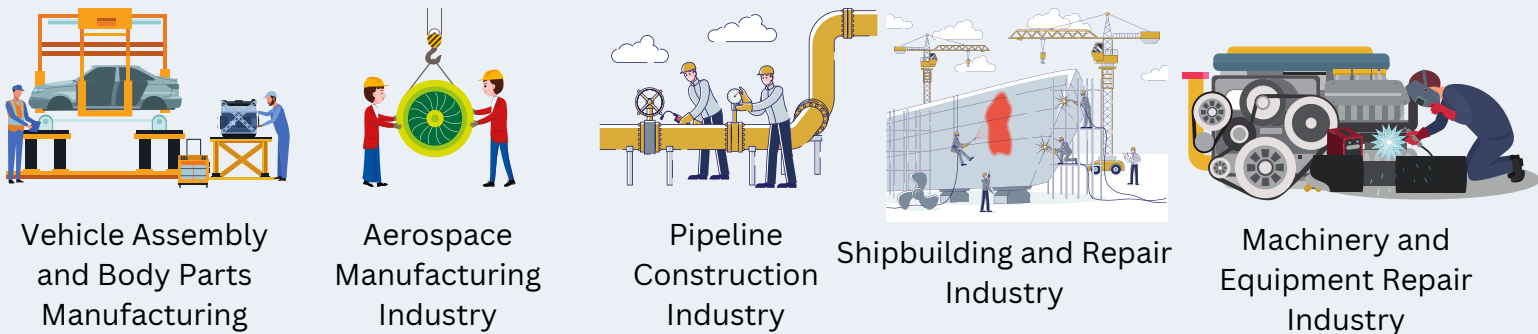 Vehicle Assembly
and Body Parts
Manufacturing
Aerospace
Manufacturing
Industry
Pipeline
Construction
Industry
Shipbuilding and Repair
Industry
Machinery and
Equipment Repair
Industry